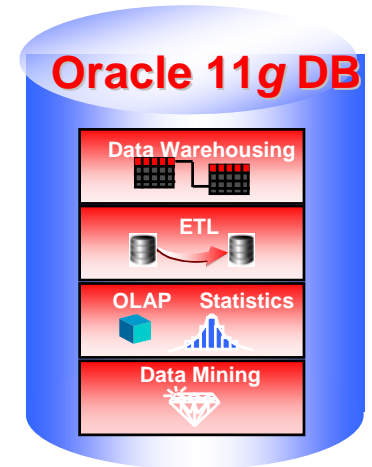 Oracle 11g DB
Data Warehousing
ETL
OLAP Statistics
Data Mining